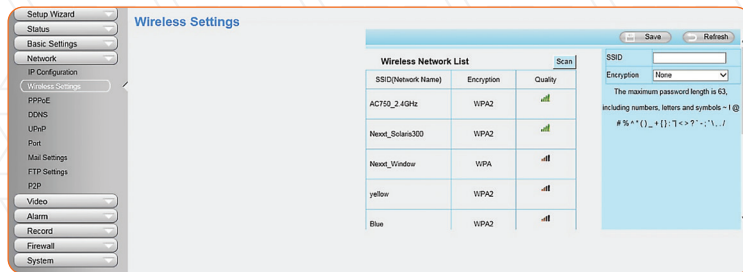 Setup Wizard
Status
Basic Settings
Network
IP Configuration
Wireless Settings
PPPoE
DDNS
UPnP
Port
Mail Settings
FTP Settings
P2P
Video
Alarm
Record
Firewall
System
Wireless Settings
Save Refresh
Wireless Network List Scan
SSID(Network Name) Encryption Quality
AC750_2.4GHz WPA2
Nexxt_Solaris300 WPA2
Nexxt_Window WPA
yellow WPA2
Blue WPA2
SSID
Encryption None
The maximum password length is 63,
including numbers, letters and symbols ~ ! @